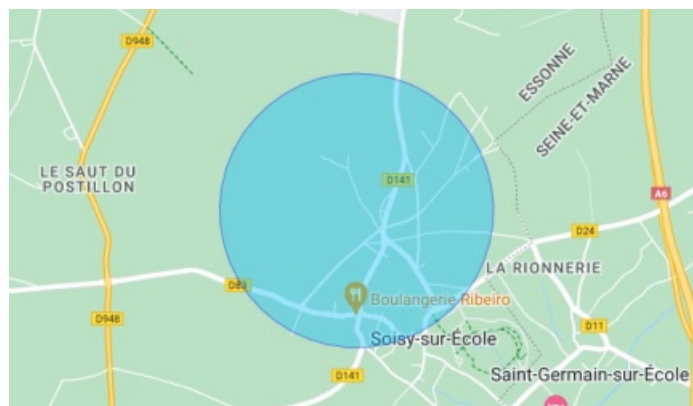 D948
ESSONNE
SEINE-ET-MARNE
LE SAUT DU
POSTILLON
D141
A6
D24
LA RIONNERIE
D83
Boulangerie Ribeiro
D948
D11
Soisy-sur-École
D141
Saint-Germain-sur-École